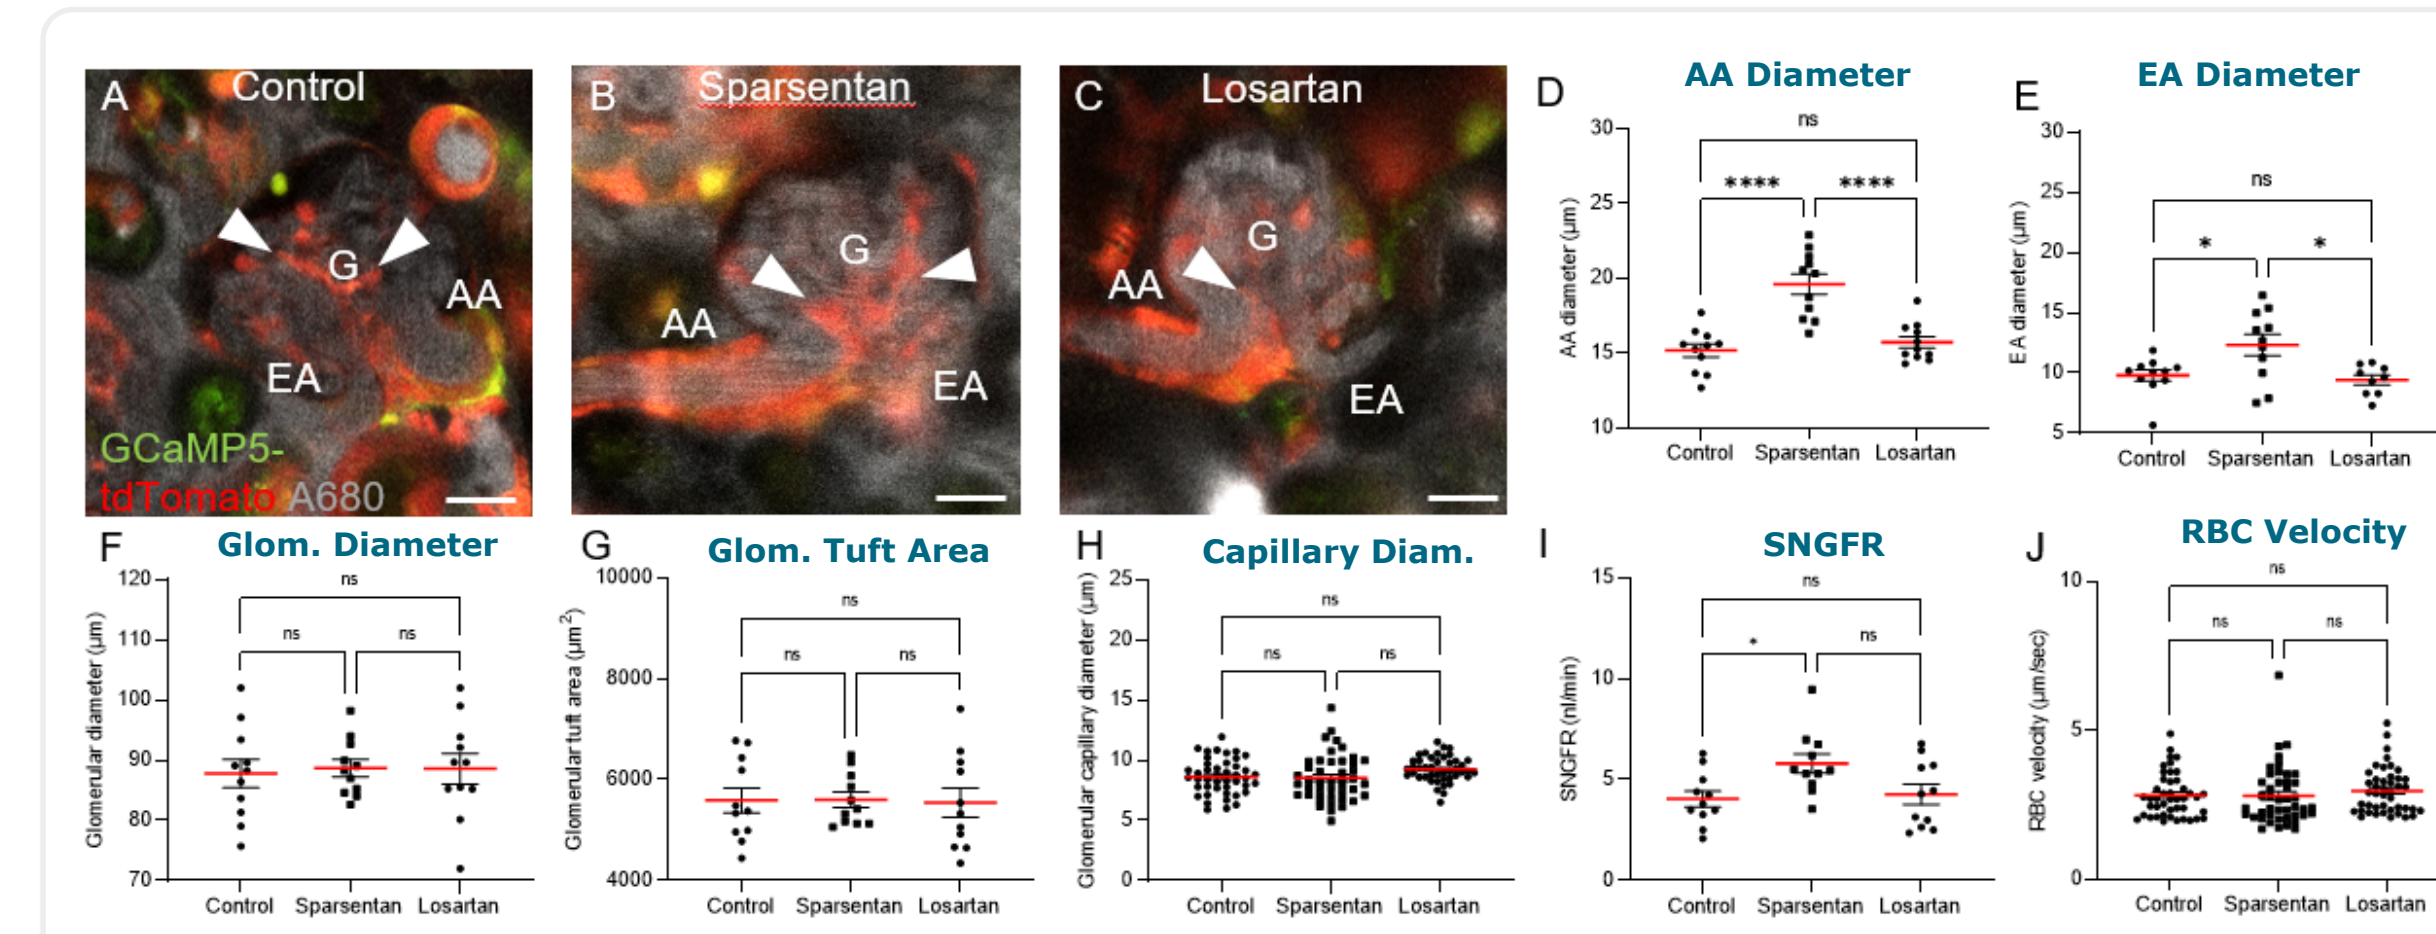 A
Control
G
AA
EA
GCaMP5-
tdTomato A680
B
Sparsentan
G
AA
EA
C
Losartan
G
AA
EA
D
AA Diameter
AA diameter (µm)
30
25
20
15
10
ns
**** ****
Control Sparsentan Losartan
E
EA Diameter
EA diameter (µm)
30
25
20
15
10
5
ns
* *
Control Sparsentan Losartan
F
Glom. Diameter
Glomerular diameter (µm)
120
110
100
90
80
70
ns
ns ns
Control Sparsentan Losartan
G
Glom. Tuft Area
Glomerular tuft area (µm²)
10000
8000
6000
4000
ns
ns ns
Control Sparsentan Losartan
H
Capillary Diam.
Glomerular capillary diameter (µm)
25
20
15
10
5
0
ns
ns ns
Control Sparsentan Losartan
I
SNGFR
SNGFR (nl/min)
15
10
5
0
ns
* ns
Control Sparsentan Losartan
J
RBC Velocity
RBC velocity (µm/sec)
10
5
0
ns
ns ns
Control Sparsentan Losartan